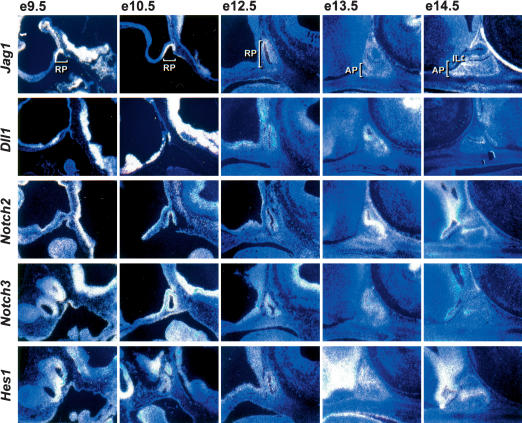 e9.5 e10.5 e12.5 e13.5 e14.5
Jag1 RP RP RP AP AP IL
Dll1
Notch2
Notch3
Hes1